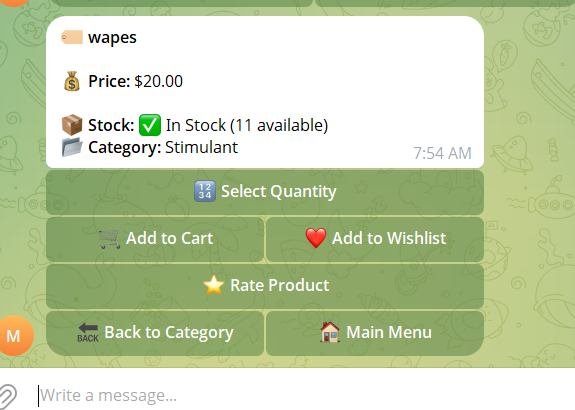 wapes
Price: $20.00
Stock: In Stock (11 available)
Category: Stimulant
7:54 AM
Select Quantity
Add to Cart
Add to Wishlist
Rate Product
BACK Back to Category
Main Menu
M
Write a message...